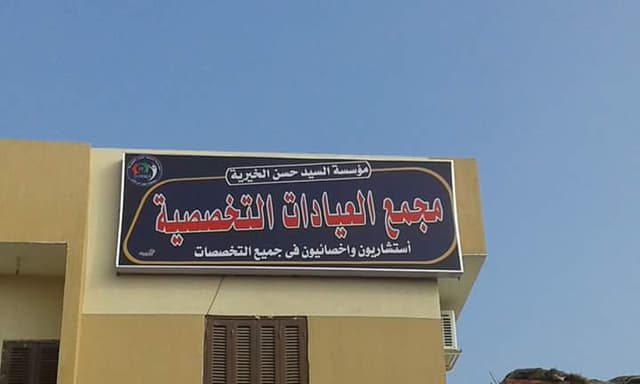 مؤسسة السيد حسن الخيرية
مجمع العيادات التخصصية
أستشاريون واخصائيون فى جميع التخصصات